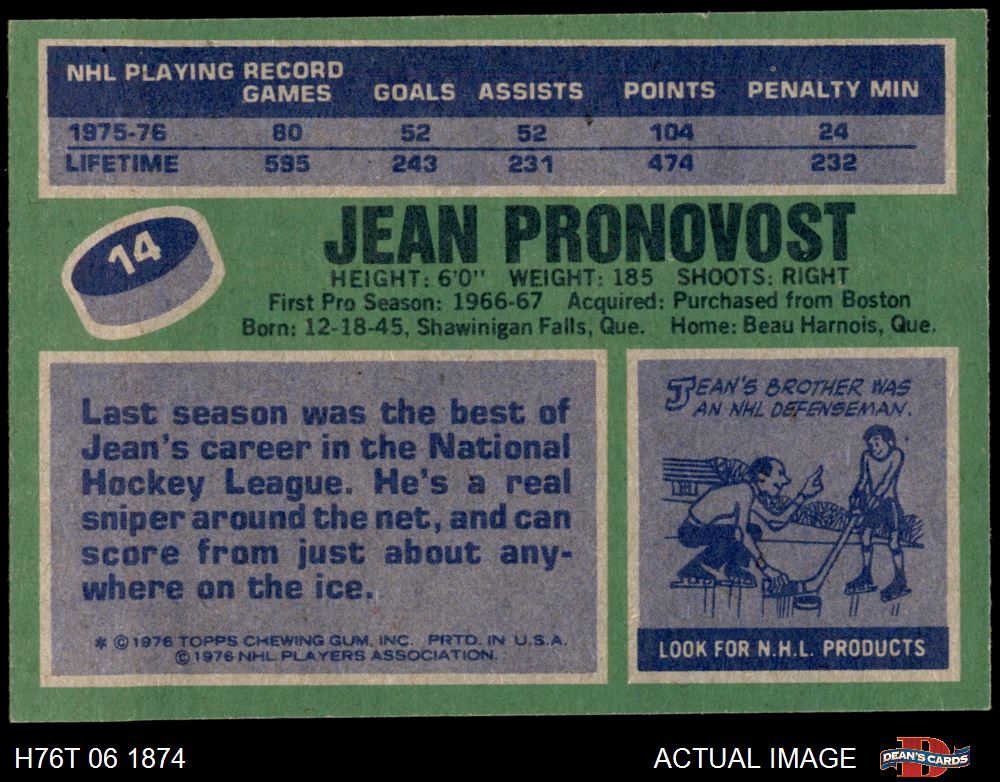 NHL PLAYING RECORD
GAMES GOALS ASSISTS POINTS PENALTY MIN
1975-76 80 52 52 104 24
LIFETIME 595 243 231 474 232
14
JEAN PRONOVOST
HEIGHT: 6'0" WEIGHT: 185 SHOOTS: RIGHT
First Pro Season: 1966-67 Acquired: Purchased from Boston
Born: 12-18-45, Shawinigan Falls, Que. Home: Beau Harnois, Que.
Last season was the best of
Jean's career in the National
Hockey League. He's a real
sniper around the net, and can
score from just about any-
where on the ice.
* © 1976 TOPPS CHEWING GUM, INC. PRTD. IN U.S.A.
© 1976 NHL PLAYERS ASSOCIATION.
JEAN'S BROTHER WAS
AN NHL DEFENSEMAN.
LOOK FOR N.H.L. PRODUCTS
H76T 06 1874 ACTUAL IMAGE
D
DEAN'S CARDS